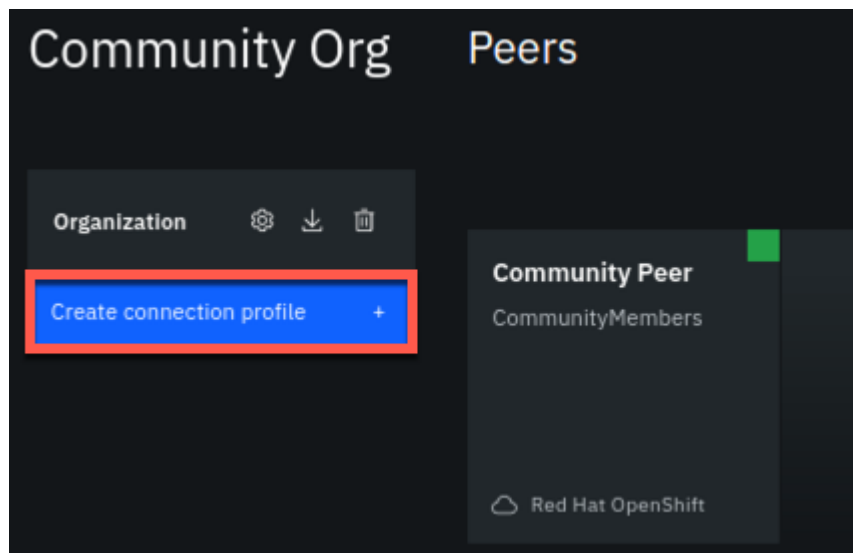 Community Org
Peers
Organization
Create connection profile +
Community Peer
CommunityMembers
Red Hat OpenShift